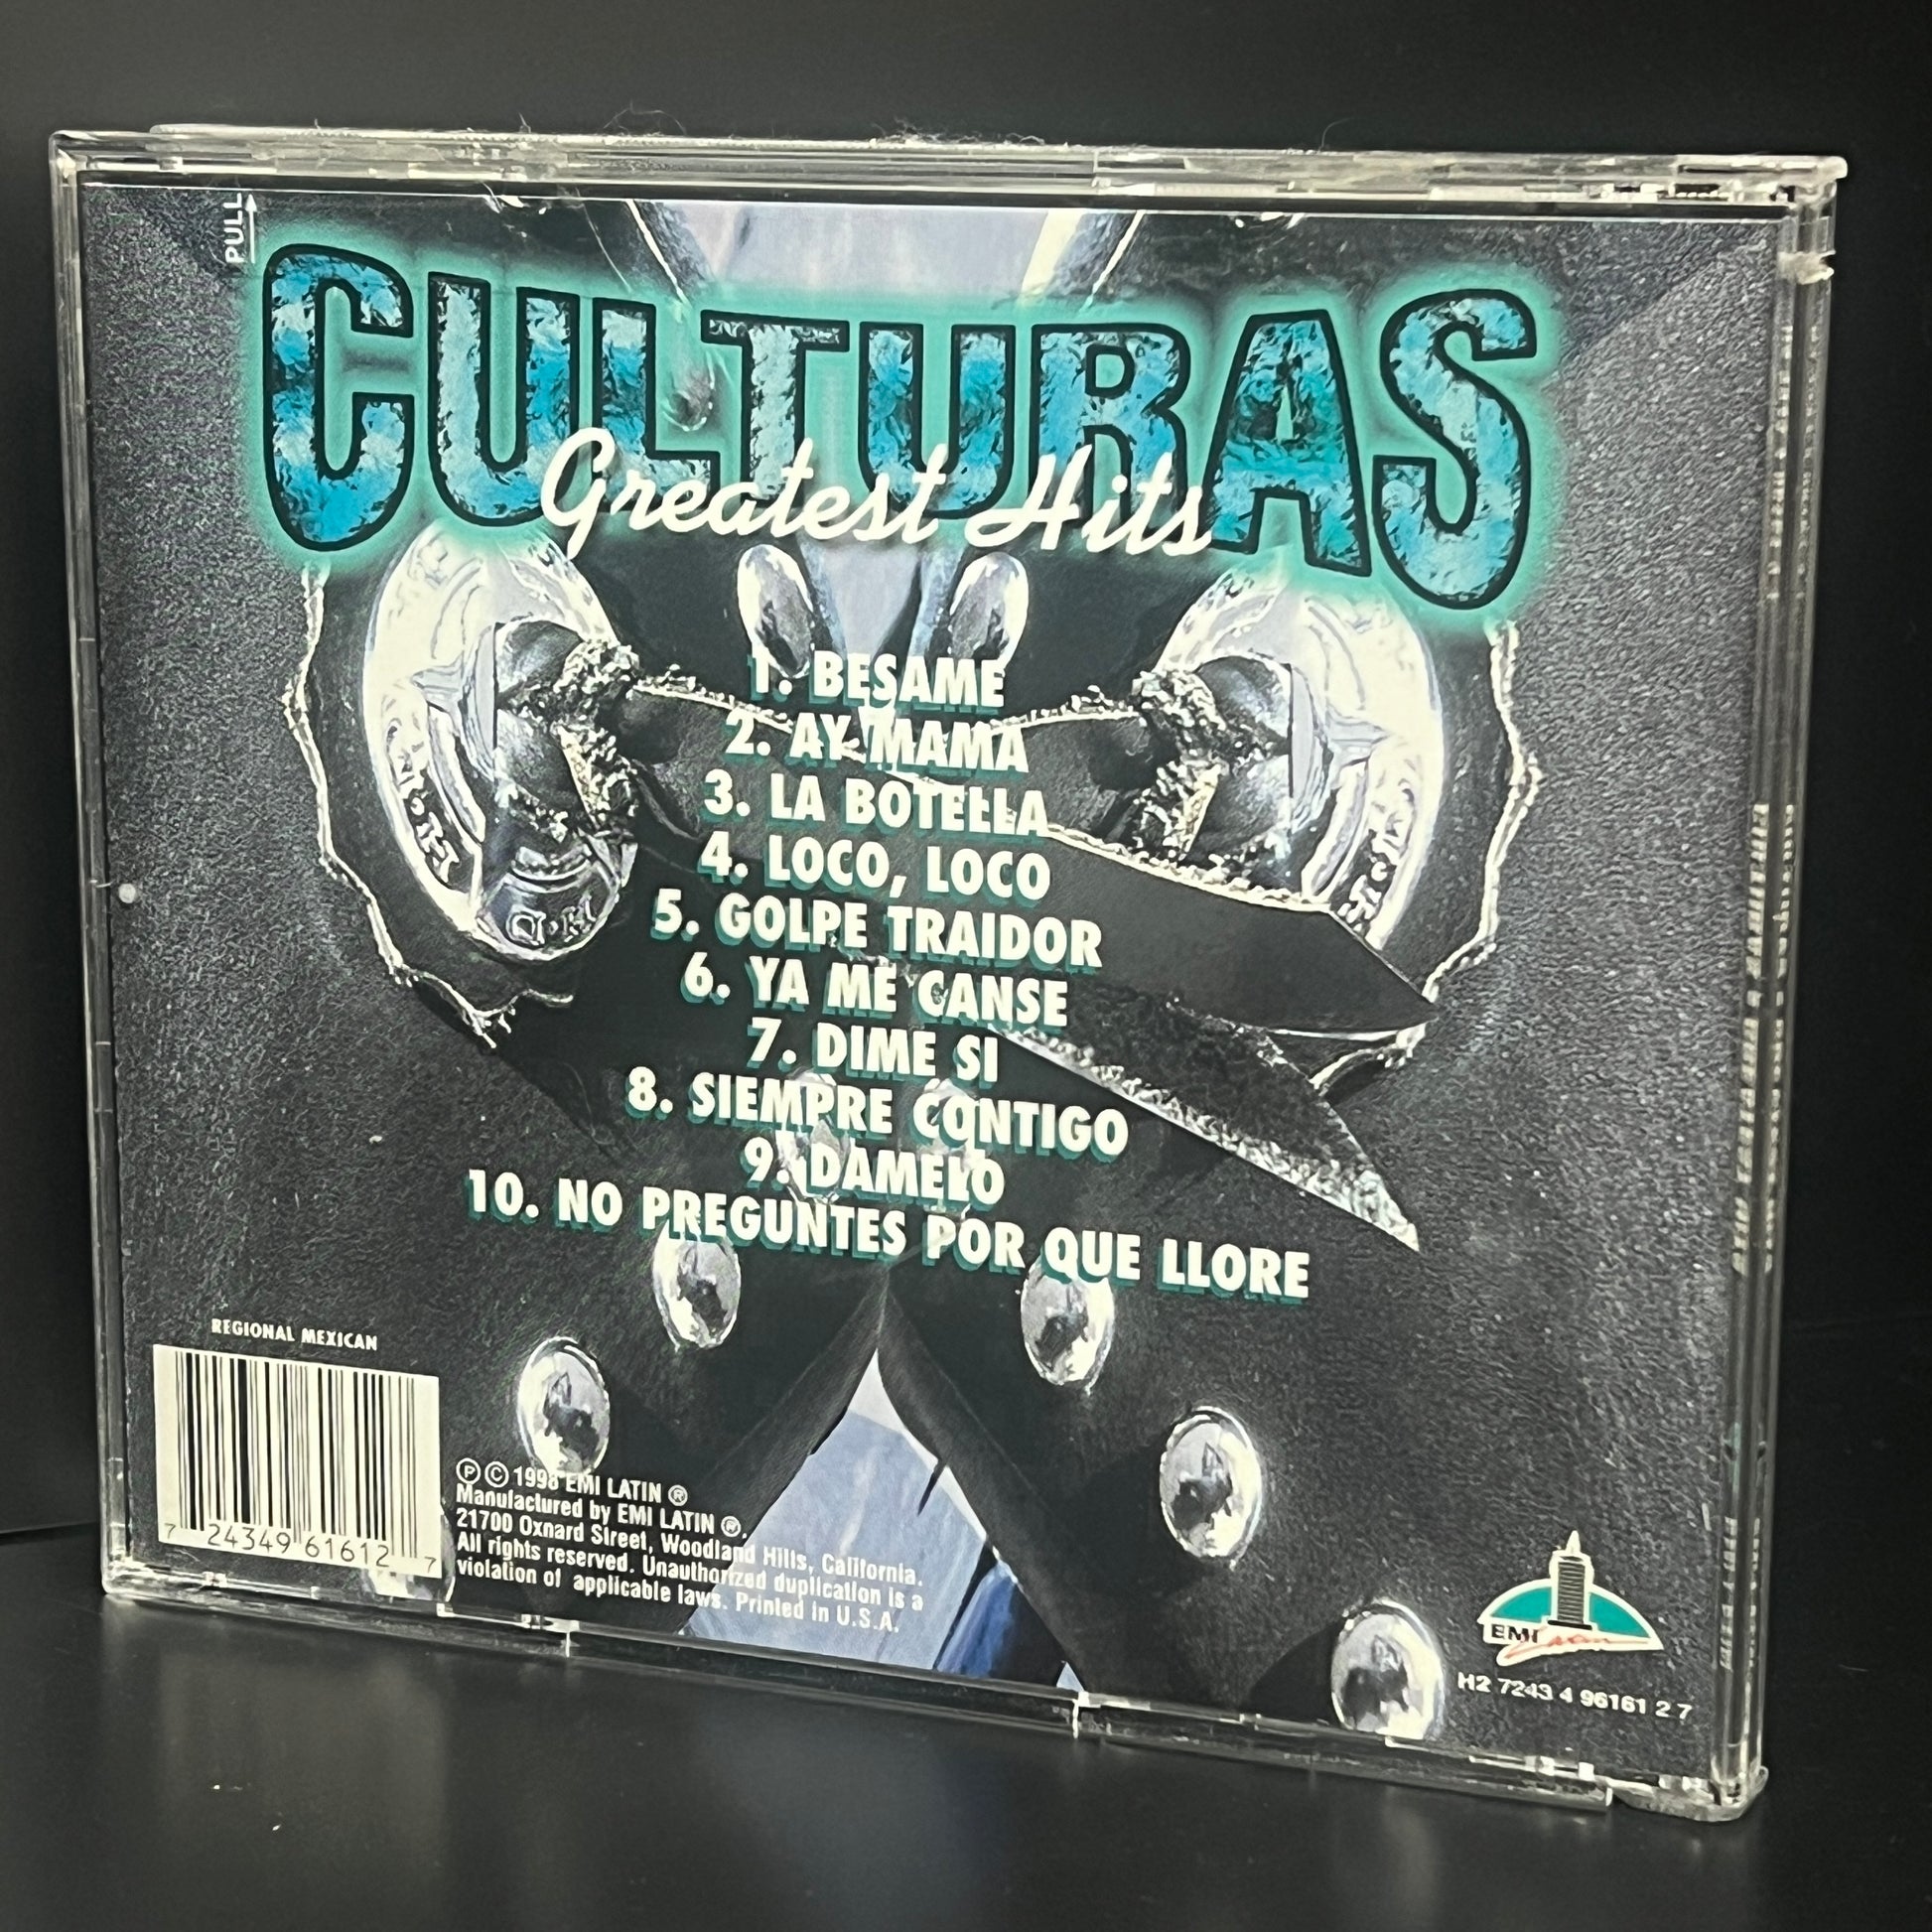 PULL
CULTURAS
Greatest Hits
1. BESAME
2. AY MAMA
3. LA BOTELLA
4. LOCO, LOCO
5. GOLPE TRAIDOR
6. YA ME CANSE
7. DIME SI
8. SIEMPRE CONTIGO
9. DAMELO
10. NO PREGUNTES POR QUE LLORE
REGIONAL MEXICAN
7 24349 61612 7
Ⓟ © 1998 EMI LATIN ®
Manufactured by EMI LATIN ®.
21700 Oxnard Street, Woodland Hills, California.
All rights reserved. Unauthorized duplication is a
violation of applicable laws. Printed in U.S.A.
EMI Latin
H2 7243 4 96161 2 7